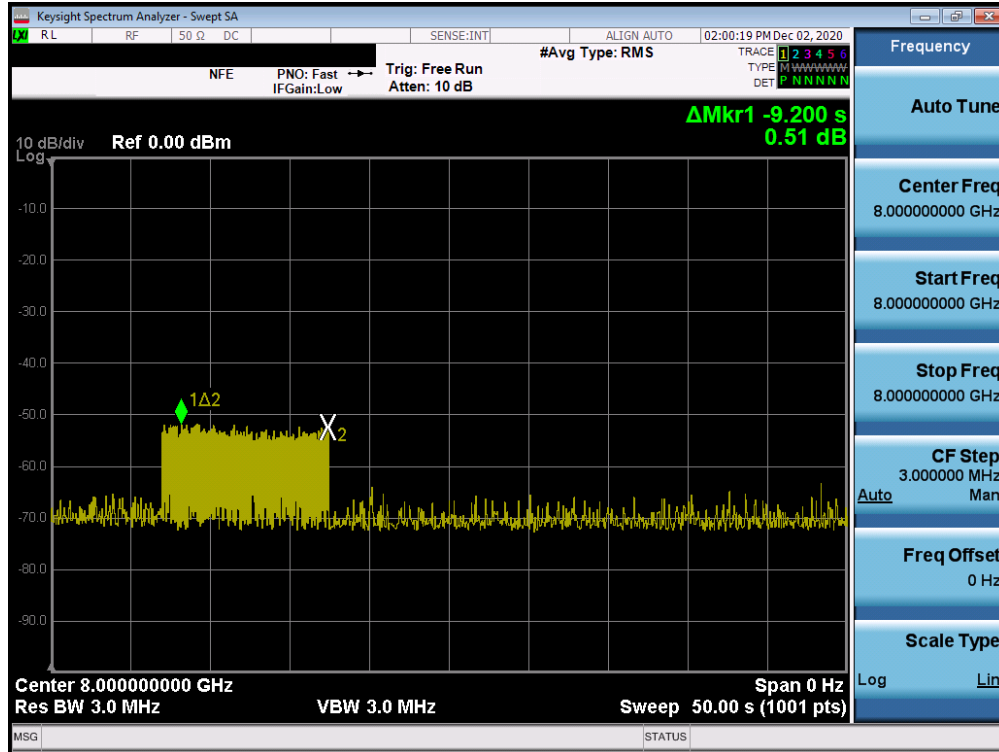 Keysight Spectrum Analyzer - Swept SA
LXI RL RF 50 Ω DC SENSE:INT ALIGN AUTO 02:00:19 PM Dec 02, 2020
NFE PNO: Fast Trig: Free Run #Avg Type: RMS TRACE 1 2 3 4 5 6
IFGain:Low Atten: 10 dB TYPE M WWWWW
DET P N N N N N
ΔMkr1 -9.200 s
0.51 dB
10 dB/div Ref 0.00 dBm
Log
-10.0
-20.0
-30.0
-40.0
-50.0
-60.0
-70.0
-80.0
-90.0
1Δ2
X2
Center 8.000000000 GHz Span 0 Hz
Res BW 3.0 MHz VBW 3.0 MHz Sweep 50.00 s (1001 pts)
MSG STATUS
Frequency
Auto Tune
Center Freq
8.000000000 GHz
Start Freq
8.000000000 GHz
Stop Freq
8.000000000 GHz
CF Step
3.000000 MHz
Auto Man
Freq Offset
0 Hz
Scale Type
Log Lin